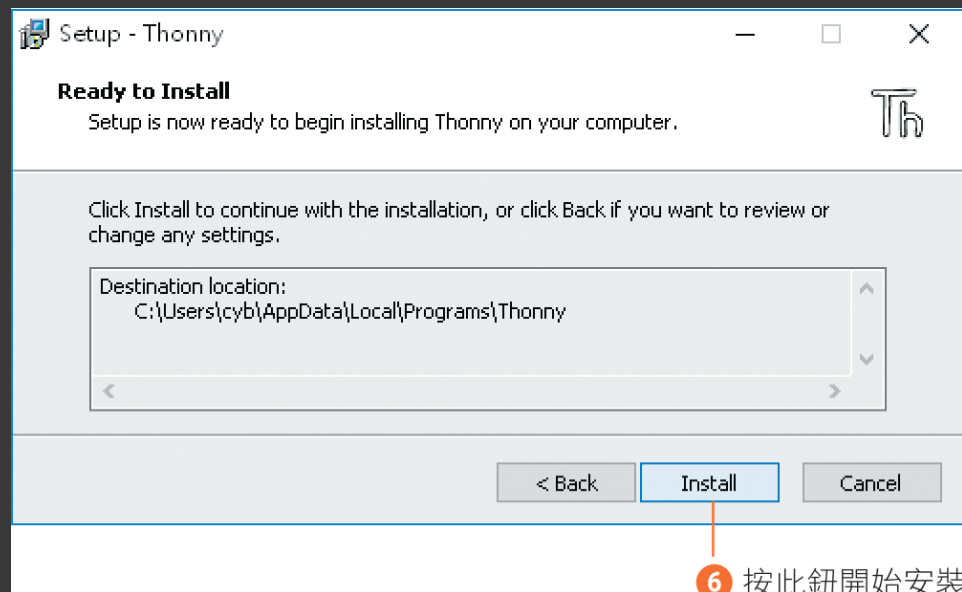 Setup - Thonny
Ready to Install
Setup is now ready to begin installing Thonny on your computer.
Th
Click Install to continue with the installation, or click Back if you want to review or
change any settings.
Destination location:
C:\Users\cyb\AppData\Local\Programs\Thonny
< Back
Install
Cancel
6 按此鈕開始安裝